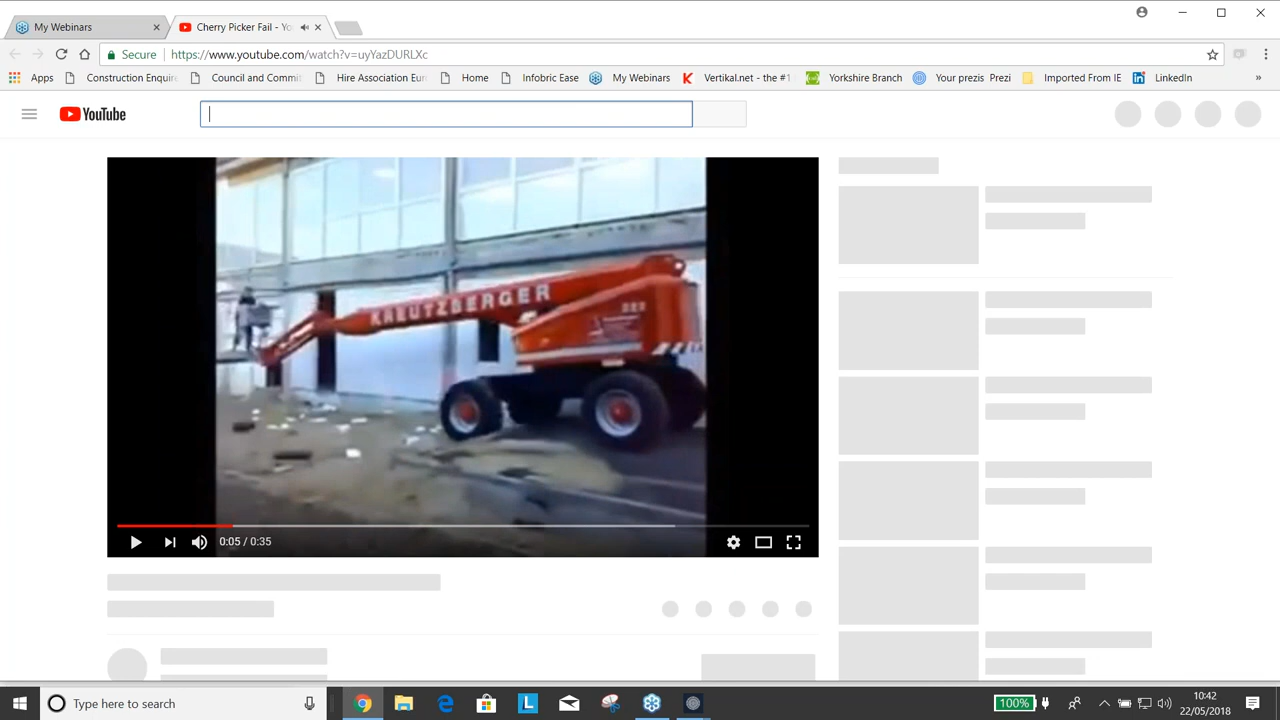 My Webinars
Cherry Picker Fail - Yo
Secure
https://www.youtube.com/watch?v=uyYazDURLXc
Apps
Construction Enquire
Council and Commit
Hire Association Eur
Home
Infobric Ease
My Webinars
Vertikal.net - the #1
Yorkshire Branch
Your prezis Prezi
Imported From IE
LinkedIn
»
YouTube
KREUTZBERGER
0:05 / 0:35
Type here to search
100%
10:42
22/05/2018